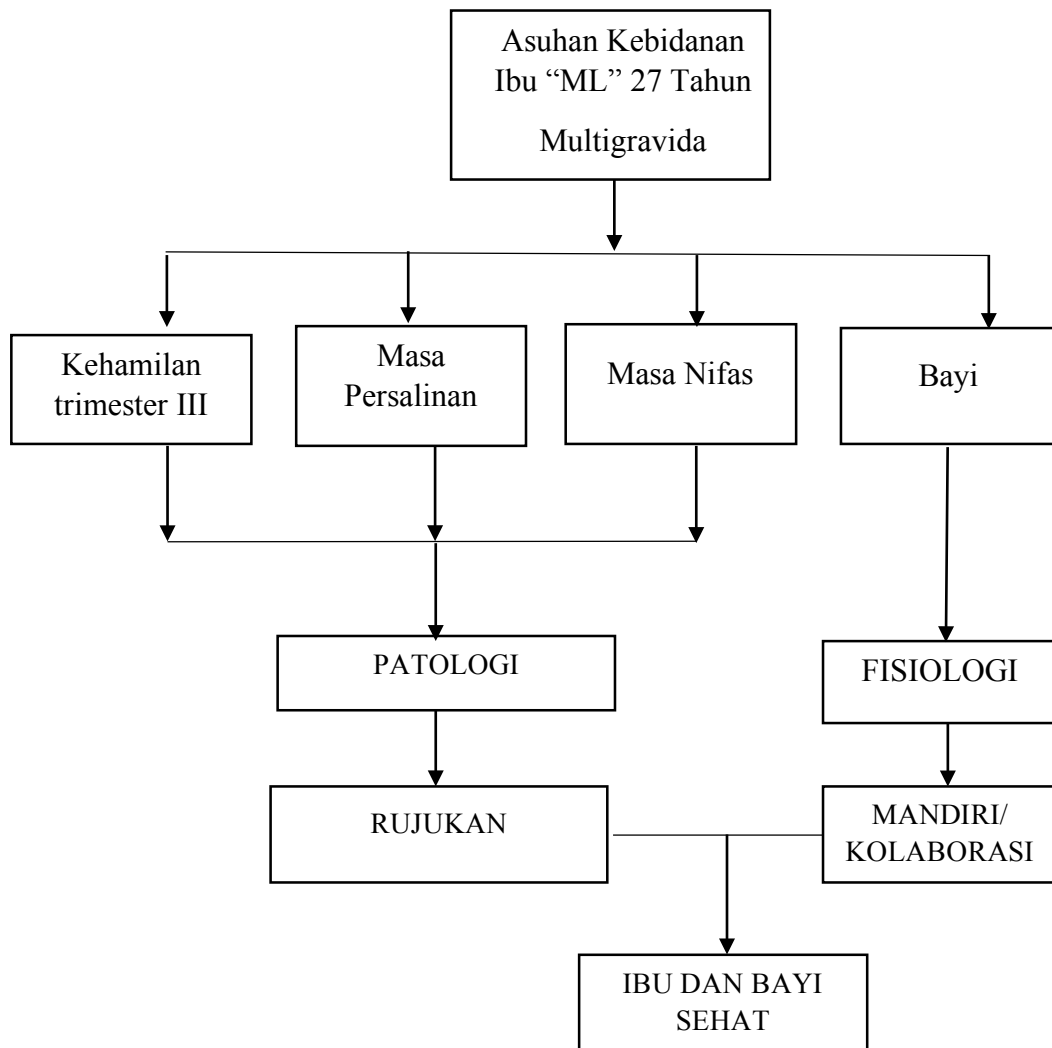 Asuhan Kebidanan
Ibu “ML” 27 Tahun
Multigravida
Kehamilan
trimester III
Masa
Persalinan
Masa Nifas
Bayi
PATOLOGI
FISIOLOGI
RUJUKAN
MANDIRI/
KOLABORASI
IBU DAN BAYI
SEHAT